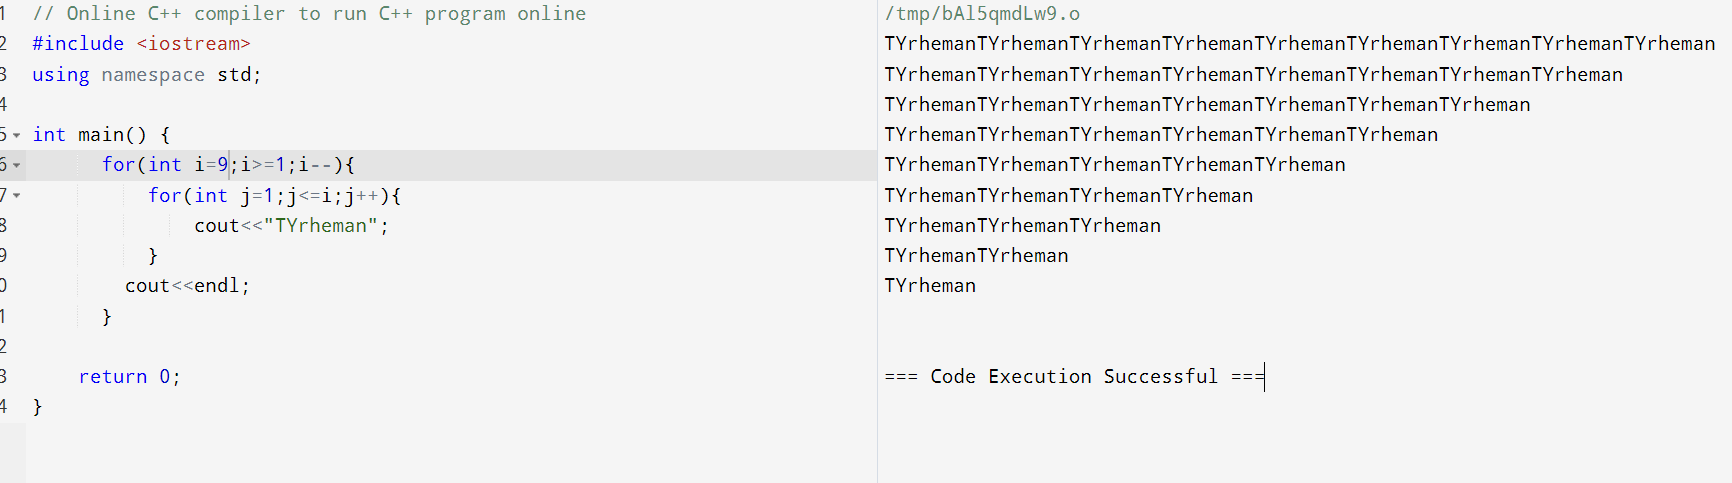 1 // Online C++ compiler to run C++ program online
2 #include <iostream>
3 using namespace std;
4
5 int main() {
6 for(int i=9;i>=1;i--){
7 for(int j=1;j<=i;j++){
8 cout<<"TYrheman";
9 }
0 cout<<endl;
1 }
2
3 return 0;
4 }
/tmp/bAl5qmdLw9.o
TYrhemanTYrhemanTYrhemanTYrhemanTYrhemanTYrhemanTYrhemanTYrhemanTYrheman
TYrhemanTYrhemanTYrhemanTYrhemanTYrhemanTYrhemanTYrhemanTYrheman
TYrhemanTYrhemanTYrhemanTYrhemanTYrhemanTYrhemanTYrheman
TYrhemanTYrhemanTYrhemanTYrhemanTYrhemanTYrheman
TYrhemanTYrhemanTYrhemanTYrhemanTYrheman
TYrhemanTYrhemanTYrhemanTYrheman
TYrhemanTYrhemanTYrheman
TYrhemanTYrheman
TYrheman
=== Code Execution Successful ===